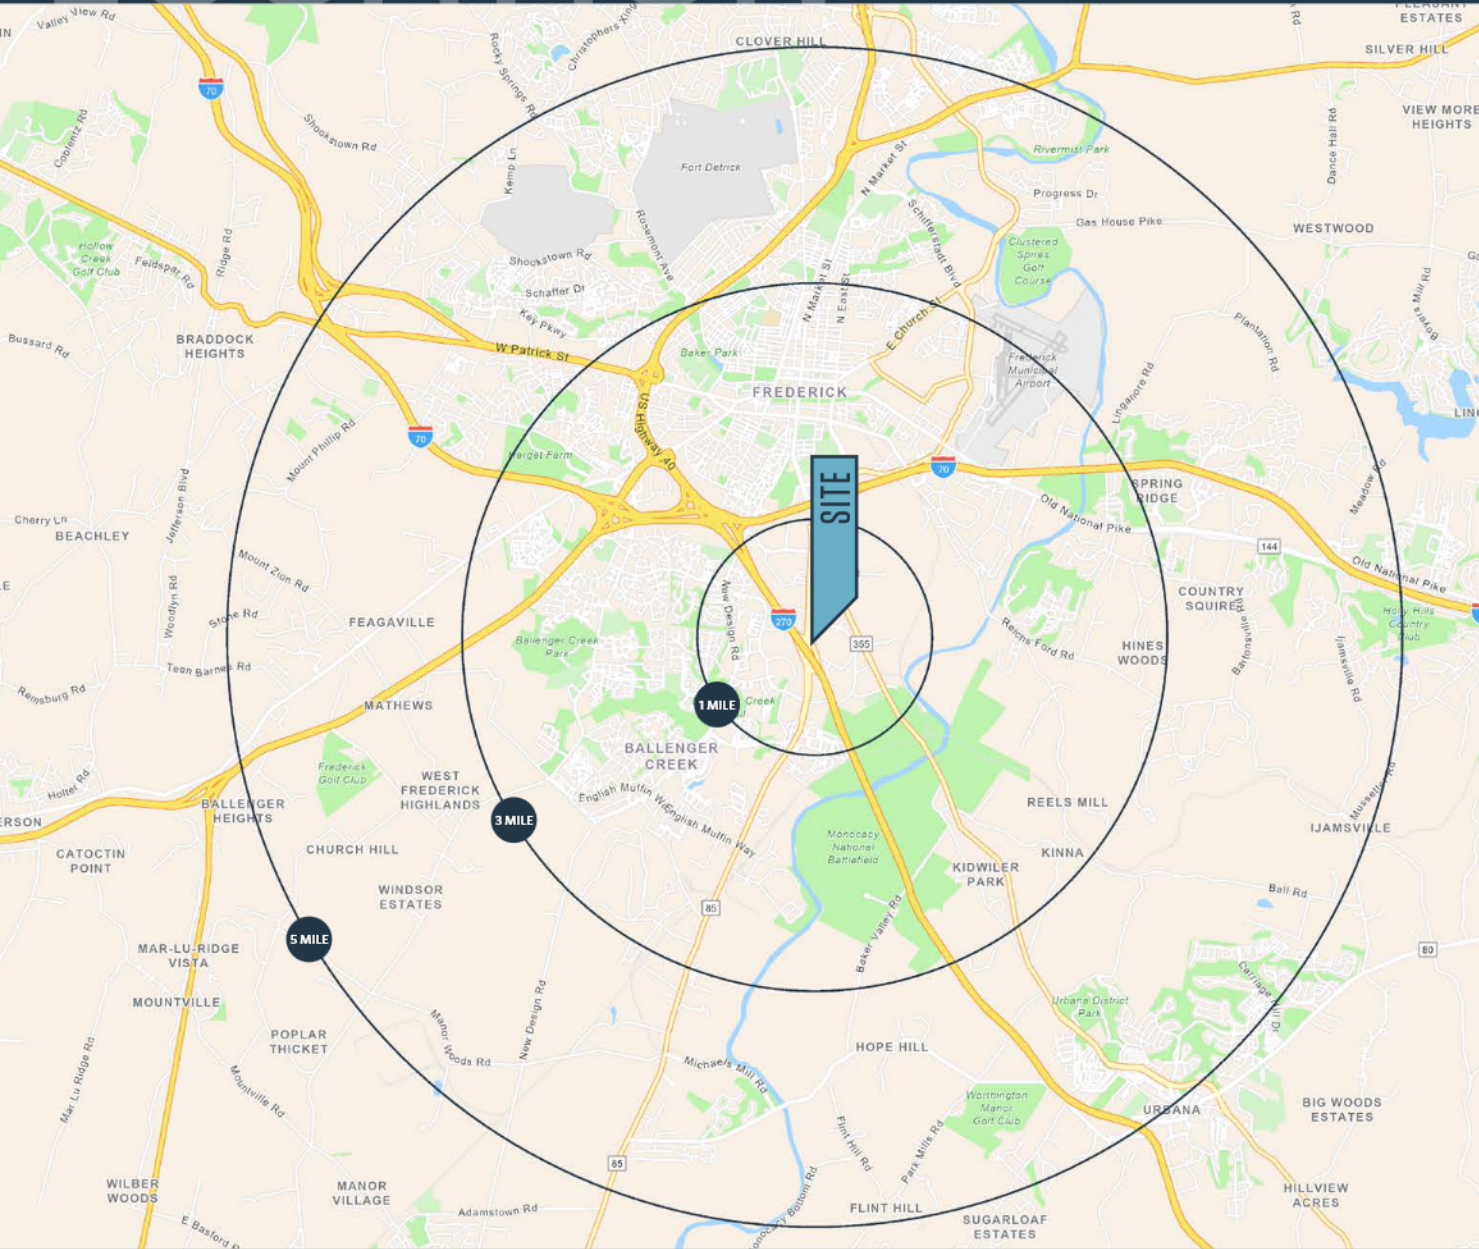 Valley View Rd
Christophers Xing
CLOVER HILL
ESTATES
SILVER HILL
70
Rocky Springs Rd
Coblentz Rd
Shookstown Rd
Kemp Ln
Fort Detrick
N Market St
Rivermist Park
Dance Hall Rd
VIEW MORE
HEIGHTS
Progress Dr
Gas House Pike
WESTWOOD
Hollow
Creek
Golf Club
Feldspar Rd
Ridge Rd
Rosemont Ave
Shookstown Rd
Schaffer Dr
Key Pkwy
Schifferstadt Blvd
Clustered
Spires
Golf
Course
N Market St
N East St
E Church St
Boyers Mill Rd
Plantation Rd
Bussard Rd
BRADDOCK
HEIGHTS
W Patrick St
Baker Park
FREDERICK
Frederick
Municipal
Airport
Linganore Rd
US Highway 40
Mount Phillip Rd
70
Harget Farm
70
SITE
SPRING
RIDGE
Meadow Rd
Old National Pike
144
Old National Pike
Cherry Ln
BEACHLEY
Jefferson Blvd
Mount Zion Rd
Woodlyn Rd
Stone Rd
FEAGAVILLE
New Design Rd
270
355
COUNTRY
SQUIRE
Bartonsville Rd
Holly Hills
Country
Club
Ballenger Creek
Park
Reichs Ford Rd
HINES
WOODS
Ijamsville Rd
Teen Barnes Rd
Remsburg Rd
MATHEWS
1 MILE
Creek
BALLENGER
CREEK
Frederick
Golf Club
WEST
FREDERICK
HIGHLANDS
Holter Rd
BALLENGER
HEIGHTS
ERSON
3 MILE
English Muffin Way
English Muffin Way
REELS MILL
Mussetter Rd
IJAMSVILLE
Monocacy
National
Battlefield
KINNA
KIDWILER
PARK
CATOCTIN
POINT
CHURCH HILL
WINDSOR
ESTATES
85
Baker Valley Rd
Ball Rd
5 MILE
MAR-LU-RIDGE
VISTA
80
Carriage Hill Dr
MOUNTVILLE
Urbana District
Park
New Design Rd
Manor Woods Rd
POPLAR
THICKET
HOPE HILL
Michaels Mill Rd
Mar Lu Ridge Rd
Mountville Rd
Worthington
Manor
Golf Club
URBANA
BIG WOODS
ESTATES
Flint Hill Rd
Park Mills Rd
85
WILBER
WOODS
MANOR
VILLAGE
HILLVIEW
ACRES
Adamstown Rd
FLINT HILL
SUGARLOAF
ESTATES